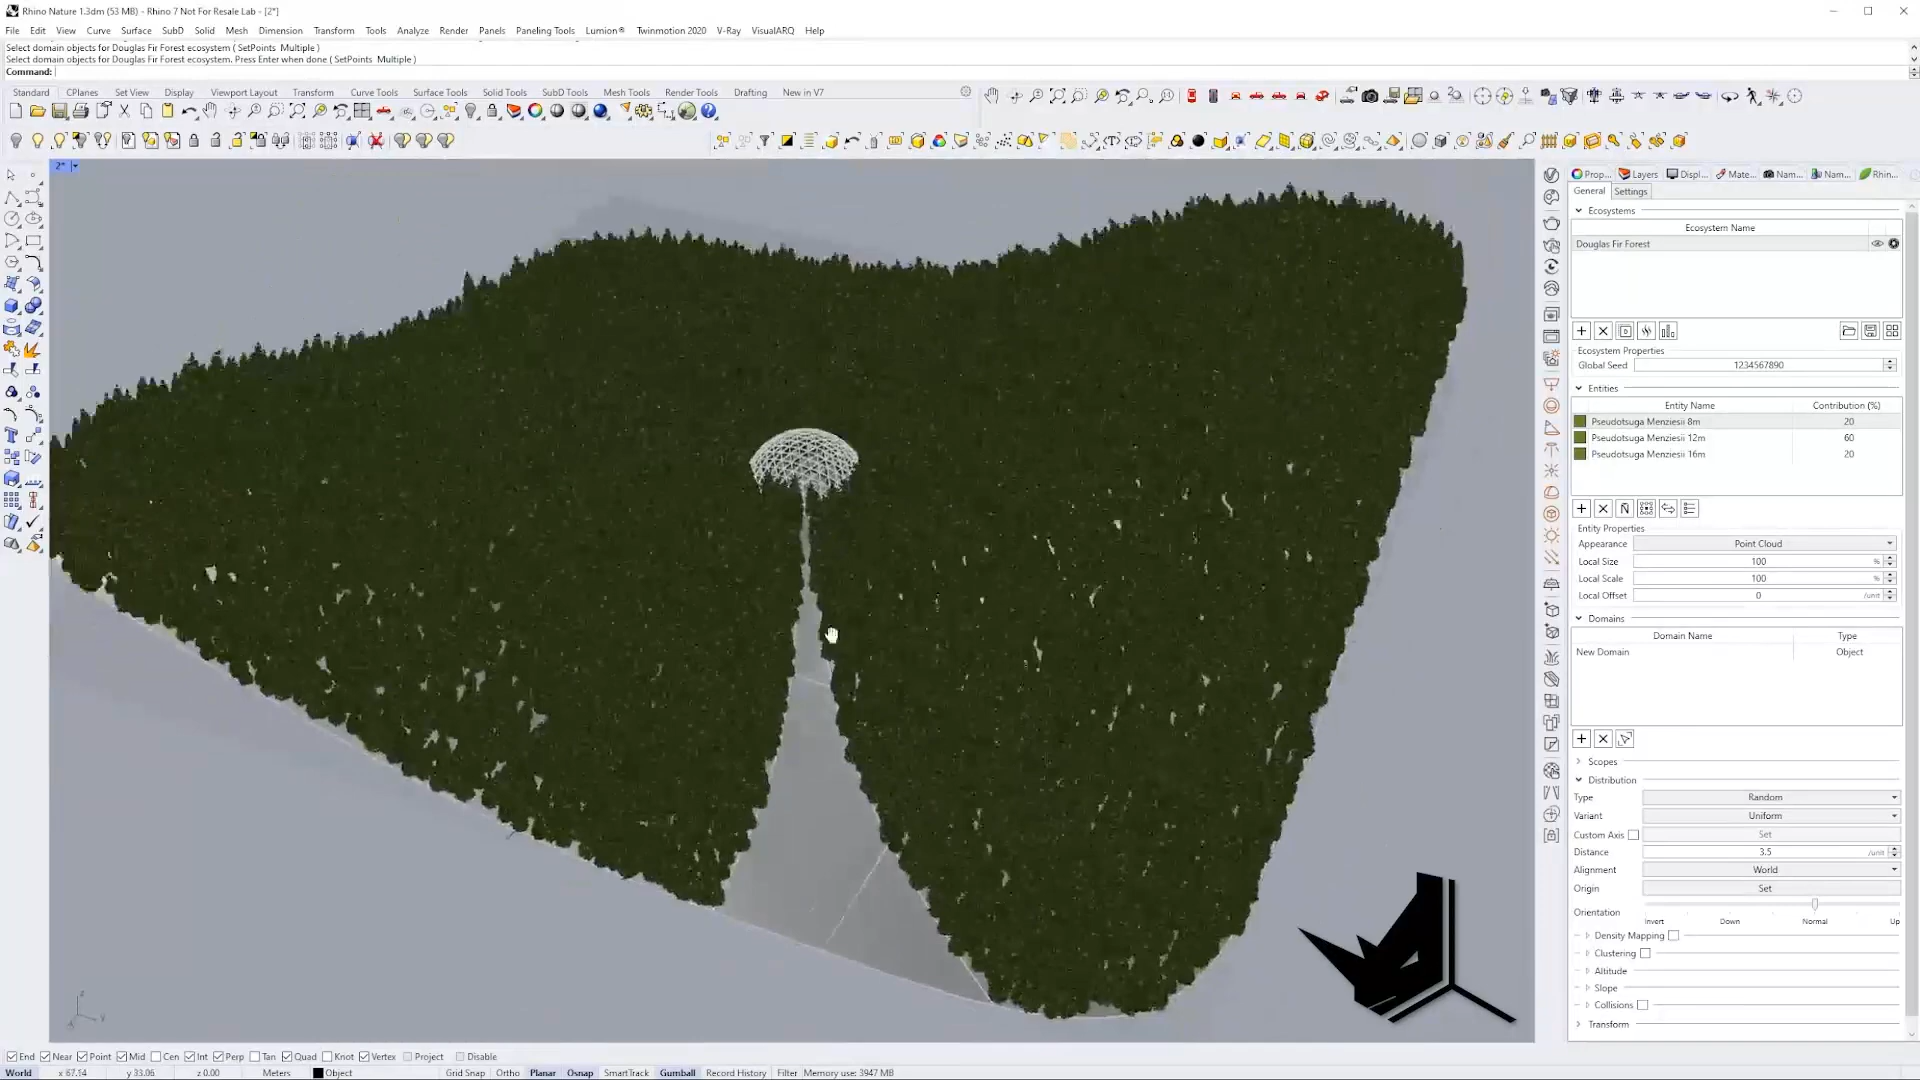 Rhino Nature 1.3dm (53 MB) - Rhino 7 Not For Resale Lab - [2*]
File Edit View Curve Surface SubD Solid Mesh Dimension Transform Tools Analyze Render Panels Paneling Tools Lumion® Twinmotion 2020 V-Ray VisualARQ Help
Select domain objects for Douglas Fir Forest ecosystem ( SetPoints Multiple )
Select domain objects for Douglas Fir Forest ecosystem. Press Enter when done ( SetPoints Multiple )
Command:
Standard CPlanes Set View Display Viewport Layout Transform Curve Tools Surface Tools Solid Tools SubD Tools Mesh Tools Render Tools Drafting New in V7
2*
Prop... Layers Displ... Mate... Nam... Nam... Rhin...
General Settings
Ecosystems
Ecosystem Name
Douglas Fir Forest
Ecosystem Properties
Global Seed 1234567890
Entities
Entity Name Contribution (%)
Pseudotsuga Menziesii 8m 20
Pseudotsuga Menziesii 12m 60
Pseudotsuga Menziesii 16m 20
Entity Properties
Appearance Point Cloud
Local Size 100 %
Local Scale 100 %
Local Offset 0 /unit
Domains
Domain Name Type
New Domain Object
Scopes
Distribution
Type Random
Variant Uniform
Custom Axis Set
Distance 3.5 /unit
Alignment World
Origin Set
Orientation
Invert Down Normal Up
Density Mapping
Clustering
Altitude
Slope
Collisions
Transform
End Near Point Mid Cen Int Perp Tan Quad Knot Vertex Project Disable
World x 67.14 y 33.06 z 0.00 Meters Object Grid Snap Ortho Planar Osnap SmartTrack Gumball Record History Filter Memory use: 3947 MB